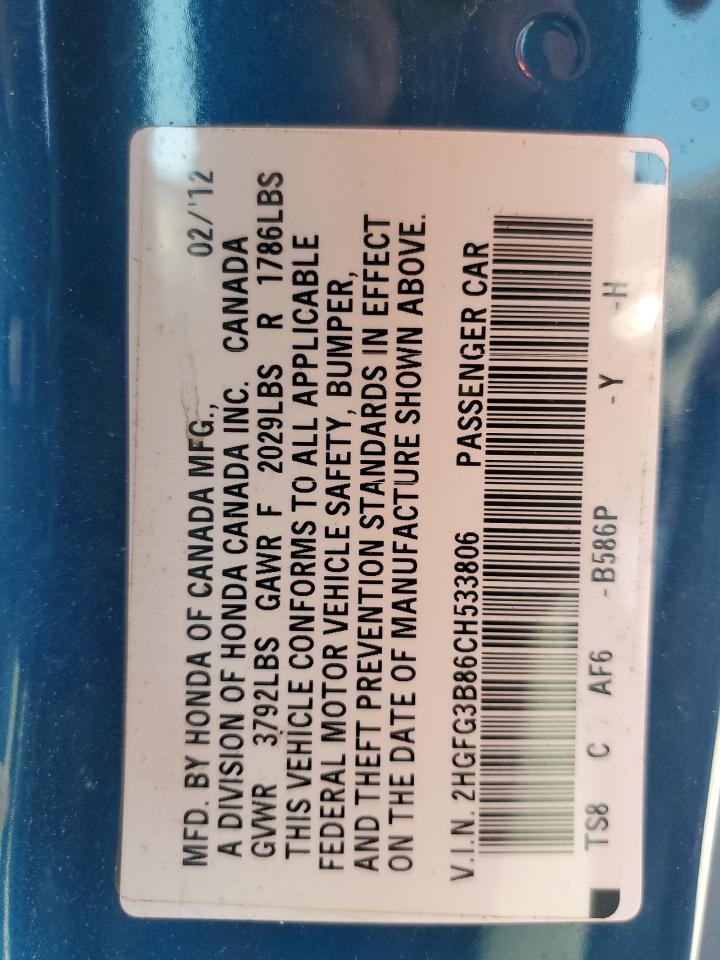 MFD. BY HONDA OF CANADA MFG., 02/'12
A DIVISION OF HONDA CANADA INC. CANADA
GVWR 3792LBS GAWR F 2029LBS R 1786LBS
THIS VEHICLE CONFORMS TO ALL APPLICABLE
FEDERAL MOTOR VEHICLE SAFETY, BUMPER,
AND THEFT PREVENTION STANDARDS IN EFFECT
ON THE DATE OF MANUFACTURE SHOWN ABOVE.
V.I.N. 2HGFG3B86CH533806 PASSENGER CAR
TS8 C AF6 -B586P -Y -H